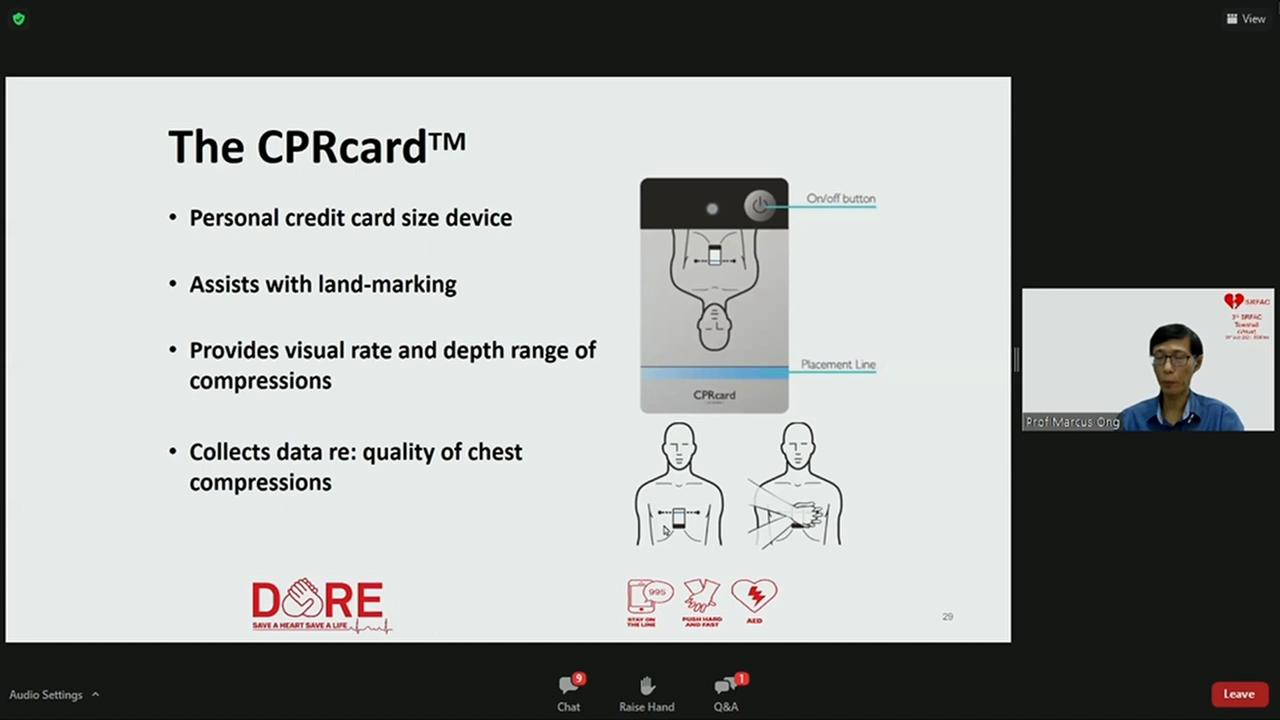 View
The CPRcard™
• Personal credit card size device
• Assists with land-marking
• Provides visual rate and depth range of
compressions
• Collects data re: quality of chest
compressions
On/off button
Placement Line
CPRcard
DARE
SAVE A HEART SAVE A LIFE
995
STAY ON
THE LINE
PUSH HARD
AND FAST
AED
29
SRFAC
Prof Marcus Ong
Audio Settings
9
Chat
Raise Hand
1
Q&A
Leave